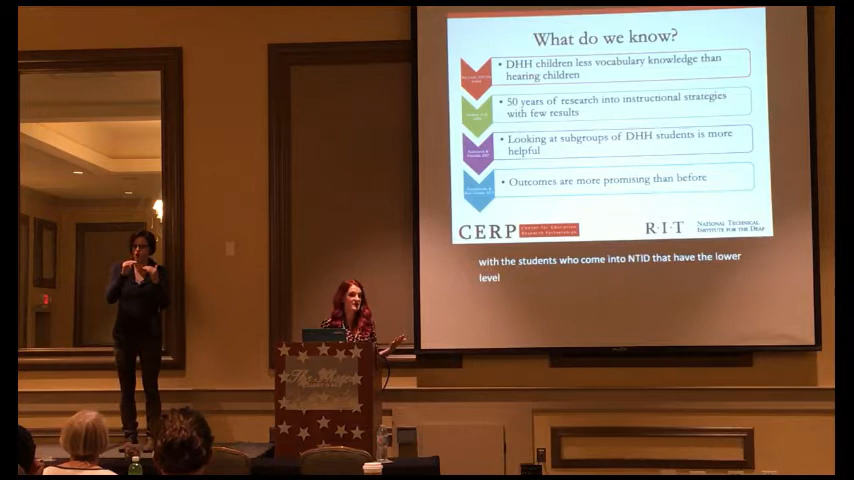 What do we know?
• DHH children less vocabulary knowledge than
hearing children
• 50 years of research into instructional strategies
with few results
• Looking at subgroups of DHH students is more
helpful
• Outcomes are more promising than before
CERP Center for Education
Research Partnerships
R·I·T NATIONAL TECHNICAL
INSTITUTE FOR THE DEAF
with the students who come into NTID that have the lower
level